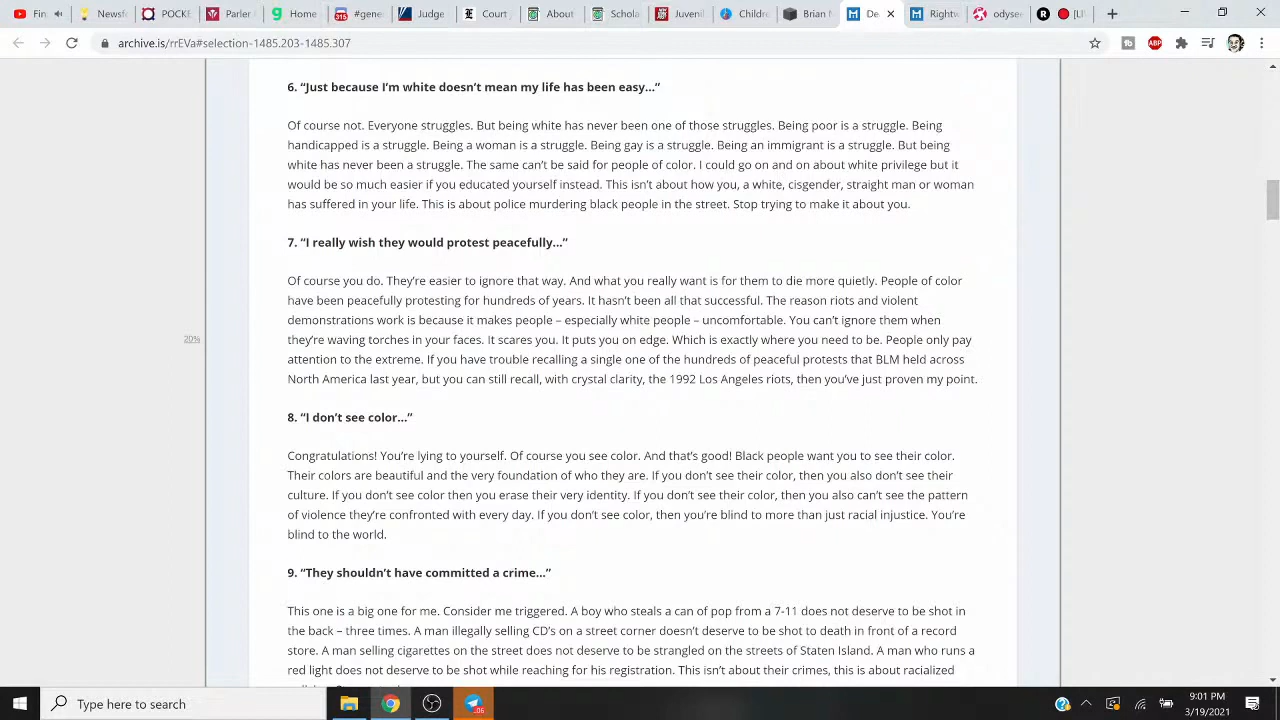 Fin
Newsf
POCK
Parler
Home
315
#gene
Judge
Court
About
Schola
Juveni
Childre
Brian
De
Right
odysee
[LI
archive.is/rrEVa#selection-1485.203-1485.307
ABP
6. “Just because I’m white doesn’t mean my life has been easy…”
Of course not. Everyone struggles. But being white has never been one of those struggles. Being poor is a struggle. Being
handicapped is a struggle. Being a woman is a struggle. Being gay is a struggle. Being an immigrant is a struggle. But being
white has never been a struggle. The same can’t be said for people of color. I could go on and on about white privilege but it
would be so much easier if you educated yourself instead. This isn’t about how you, a white, cisgender, straight man or woman
has suffered in your life. This is about police murdering black people in the street. Stop trying to make it about you.
7. “I really wish they would protest peacefully…”
Of course you do. They’re easier to ignore that way. And what you really want is for them to die more quietly. People of color
have been peacefully protesting for hundreds of years. It hasn’t been all that successful. The reason riots and violent
demonstrations work is because it makes people – especially white people – uncomfortable. You can’t ignore them when
20%
they’re waving torches in your faces. It scares you. It puts you on edge. Which is exactly where you need to be. People only pay
attention to the extreme. If you have trouble recalling a single one of the hundreds of peaceful protests that BLM held across
North America last year, but you can still recall, with crystal clarity, the 1992 Los Angeles riots, then you’ve just proven my point.
8. “I don’t see color…”
Congratulations! You’re lying to yourself. Of course you see color. And that’s good! Black people want you to see their color.
Their colors are beautiful and the very foundation of who they are. If you don’t see their color, then you also don’t see their
culture. If you don’t see color then you erase their very identity. If you don’t see their color, then you also can’t see the pattern
of violence they’re confronted with every day. If you don’t see color, then you’re blind to more than just racial injustice. You’re
blind to the world.
9. “They shouldn’t have committed a crime…”
This one is a big one for me. Consider me triggered. A boy who steals a can of pop from a 7-11 does not deserve to be shot in
the back – three times. A man illegally selling CD’s on a street corner doesn’t deserve to be shot to death in front of a record
store. A man selling cigarettes on the street does not deserve to be strangled on the streets of Staten Island. A man who runs a
red light does not deserve to be shot while reaching for his registration. This isn’t about their crimes, this is about racialized
Type here to search
9:01 PM
3/19/2021